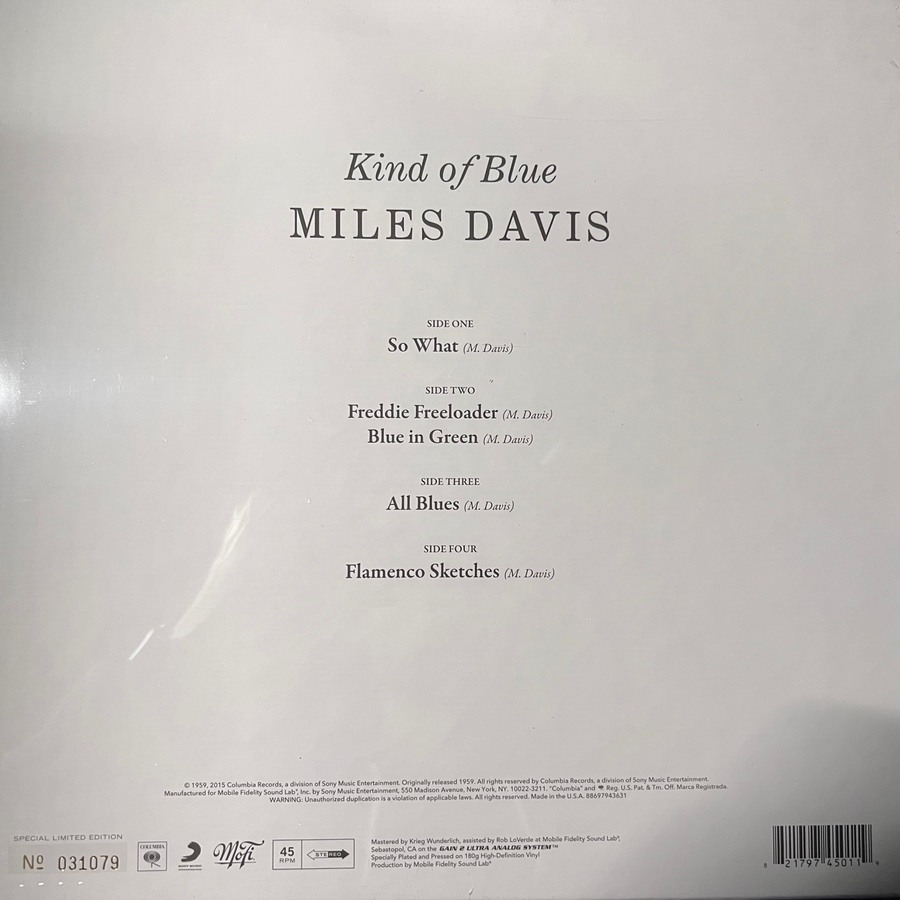 Kind of Blue
MILES DAVIS
SIDE ONE
So What (M. Davis)
SIDE TWO
Freddie Freeloader (M. Davis)
Blue in Green (M. Davis)
SIDE THREE
All Blues (M. Davis)
SIDE FOUR
Flamenco Sketches (M. Davis)
© 1959, 2015 Columbia Records, a division of Sony Music Entertainment. Originally released 1959. All rights reserved by Columbia Records, a division of Sony Music Entertainment.
Manufactured for Mobile Fidelity Sound Lab®, Inc. by Sony Music Entertainment, 550 Madison Avenue, New York, NY. 10022-3211. "Columbia" and Reg. U.S. Pat. & Tm. Off. Marca Registrada.
WARNING: Unauthorized duplication is a violation of applicable laws. All rights reserved. Made in the U.S.A. 88697943631
SPECIAL LIMITED EDITION
Nº 031079
COLUMBIA
SONY MUSIC
MoFi
45
RPM
STEREO
Mastered by Krieg Wunderlich, assisted by Rob LoVerde at Mobile Fidelity Sound Lab®,
Sebastopol, CA on the GAIN 2 ULTRA ANALOG SYSTEM™
Specially Plated and Pressed on 180g High-Definition Vinyl
Production by Mobile Fidelity Sound Lab®
8 21797 45011 9